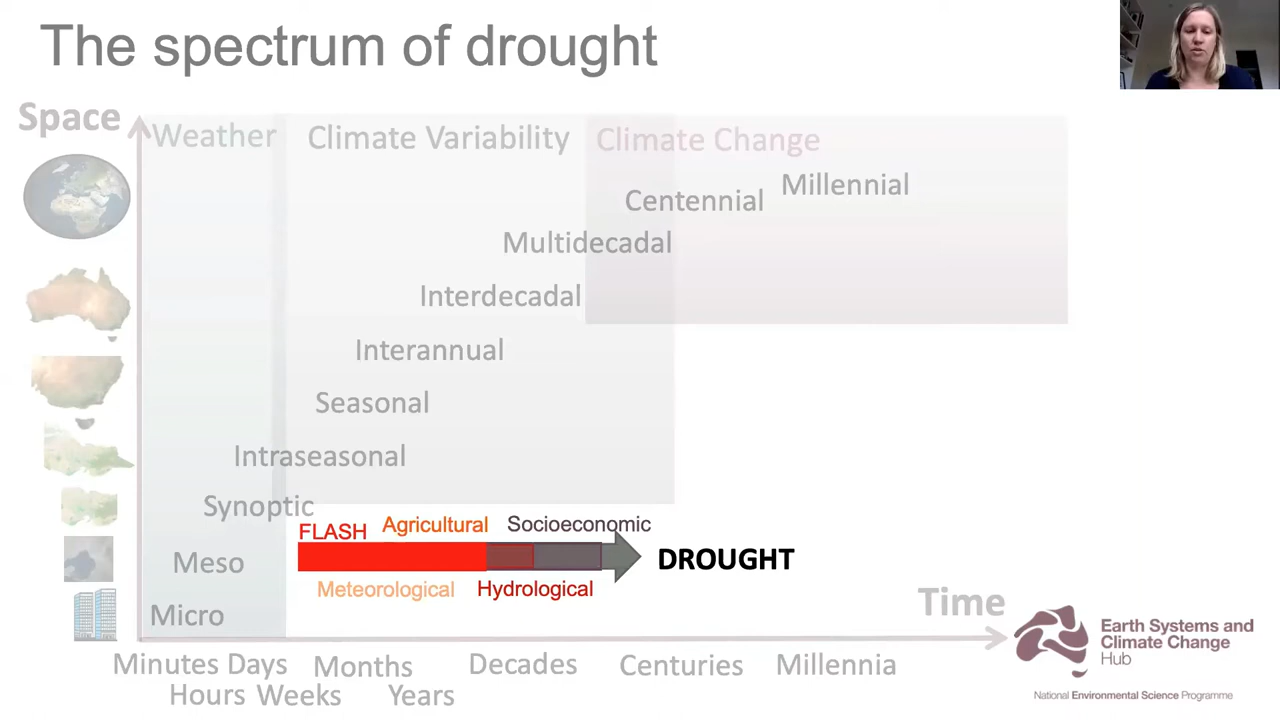 The spectrum of drought
Space
Weather
Climate Variability
Climate Change
Millennial
Centennial
Multidecadal
Interdecadal
Interannual
Seasonal
Intraseasonal
Synoptic
FLASH
Agricultural
Socioeconomic
Meso
DROUGHT
Meteorological
Hydrological
Micro
Time
Minutes Days
Months
Decades
Centuries
Millennia
Hours Weeks
Years
Earth Systems and
Climate Change
Hub
National Environmental Science Programme